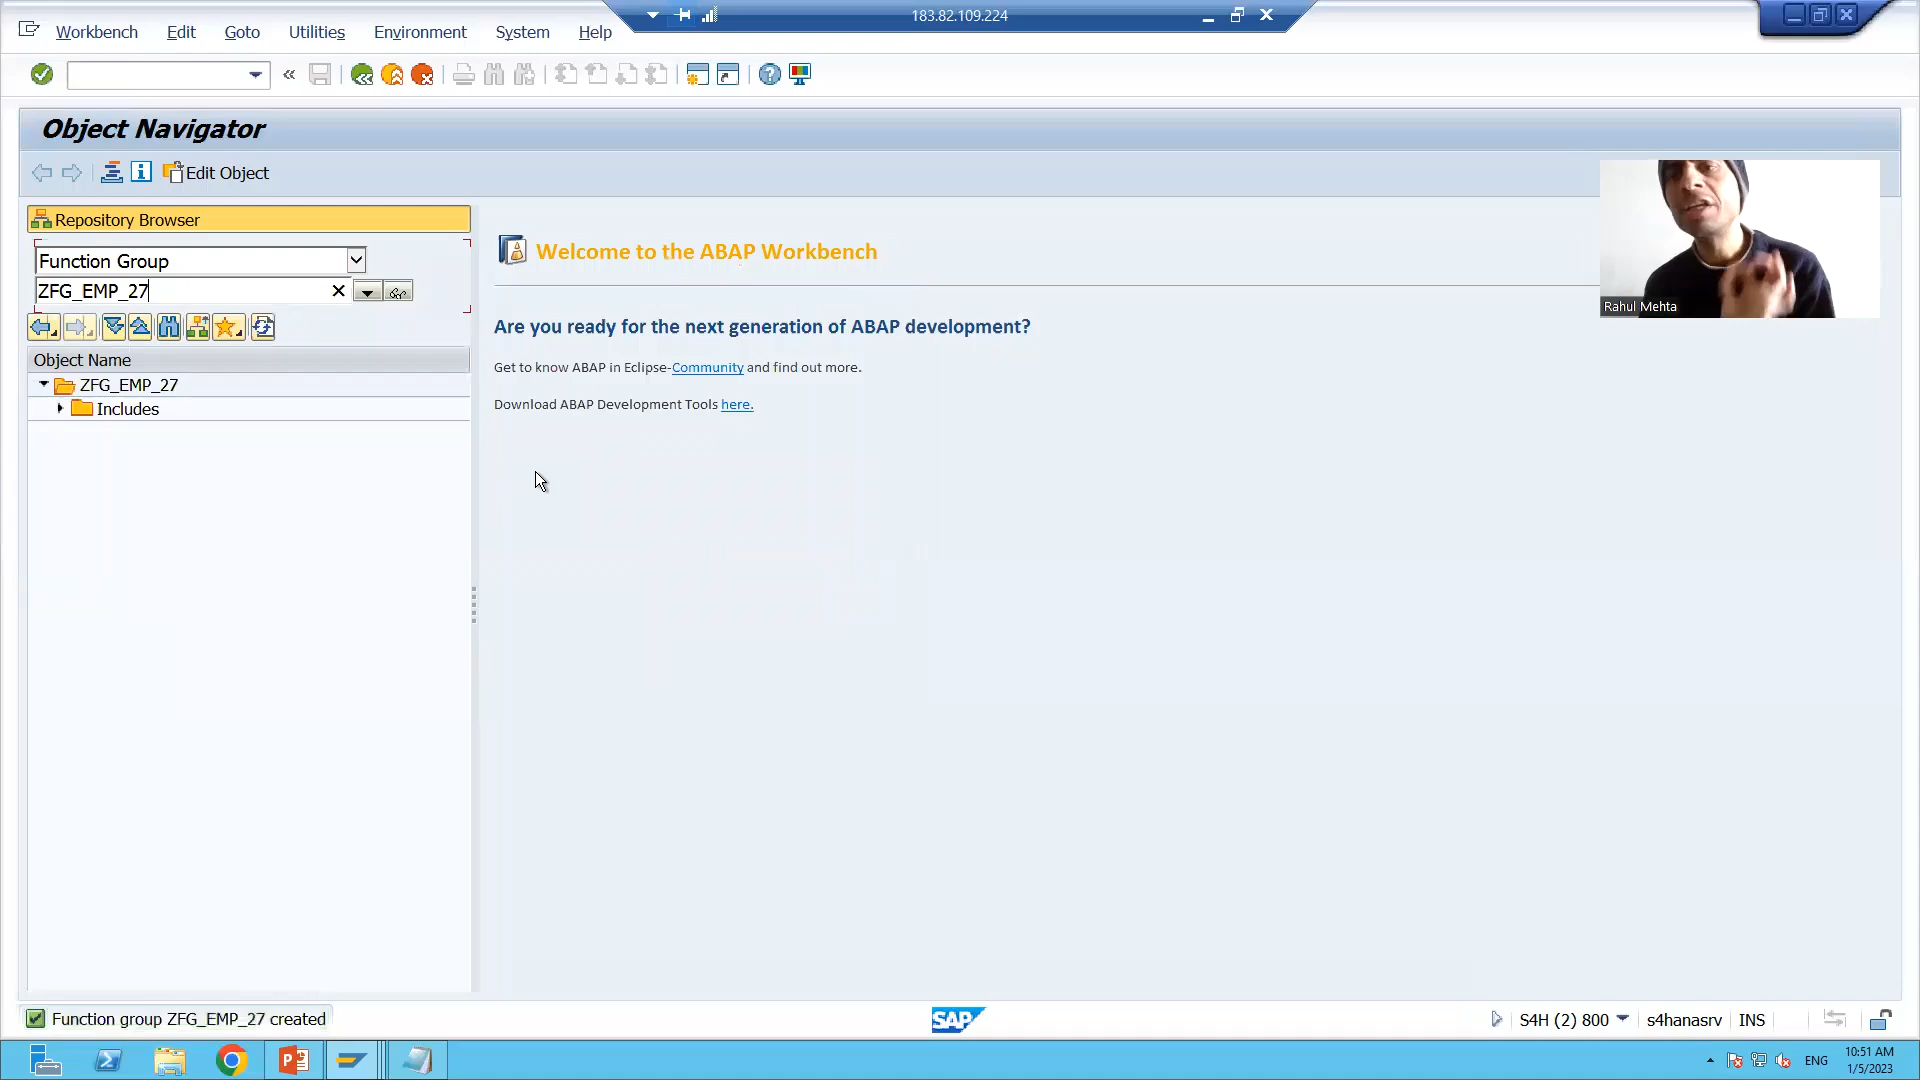 183.82.109.224
Workbench Edit Goto Utilities Environment System Help
Object Navigator
Edit Object
Repository Browser
Function Group
ZFG_EMP_27
Object Name
ZFG_EMP_27
Includes
Welcome to the ABAP Workbench
Are you ready for the next generation of ABAP development?
Get to know ABAP in Eclipse-Community and find out more.
Download ABAP Development Tools here.
Rahul Mehta
Function group ZFG_EMP_27 created
SAP
S4H (2) 800
s4hanasrv
INS
ENG
10:51 AM
1/5/2023